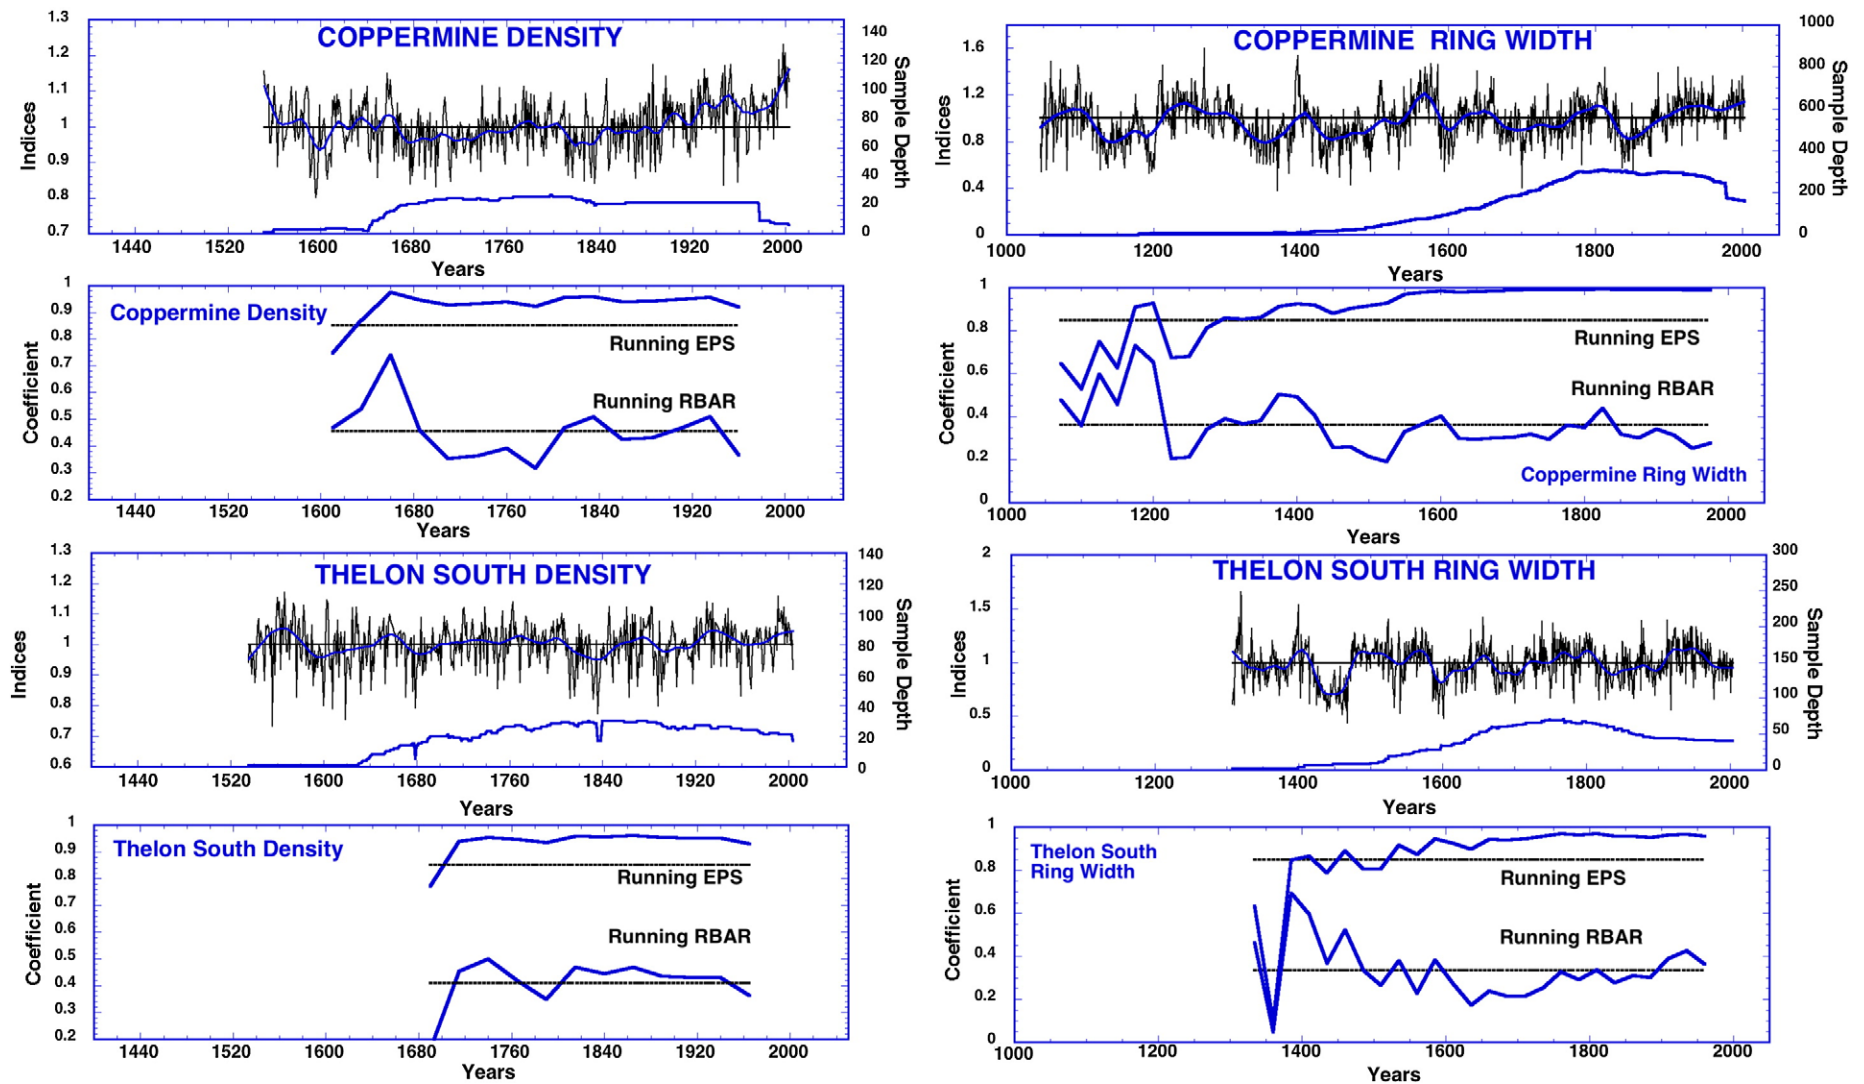 COPPERMINE DENSITY
1.3
1.2
1.1
1
0.9
0.8
0.7
Indices
140
120
100
80
60
40
20
0
Sample Depth
1440 1520 1600 1680 1760 1840 1920 2000
Years
COPPERMINE RING WIDTH
1.6
1.2
0.8
0.4
0
Indices
1000
800
600
400
200
0
Sample Depth
1000 1200 1400 1600 1800 2000
Years
Coppermine Density
1
0.9
0.8
0.7
0.6
0.5
0.4
0.3
0.2
Coefficient
Running EPS
Running RBAR
1440 1520 1600 1680 1760 1840 1920 2000
Years
1
0.8
0.6
0.4
0.2
0
Coefficient
Running EPS
Running RBAR
Coppermine Ring Width
1000 1200 1400 1600 1800 2000
Years
THELON SOUTH DENSITY
1.3
1.2
1.1
1
0.9
0.8
0.7
0.6
Indices
140
120
100
80
60
40
20
0
Sample Depth
1440 1520 1600 1680 1760 1840 1920 2000
Years
THELON SOUTH RING WIDTH
2
1.5
1
0.5
0
Indices
300
250
200
150
100
50
0
Sample Depth
1000 1200 1400 1600 1800 2000
Years
Thelon South Density
1
0.9
0.8
0.7
0.6
0.5
0.4
0.3
0.2
Coefficient
Running EPS
Running RBAR
1440 1520 1600 1680 1760 1840 1920 2000
Years
Thelon South
Ring Width
1
0.8
0.6
0.4
0.2
0
Coefficient
Running EPS
Running RBAR
1000 1200 1400 1600 1800 2000
Years